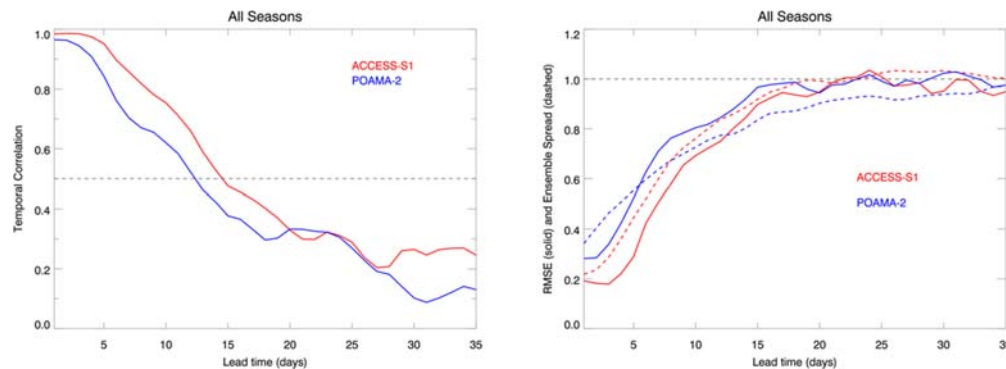 All Seasons
1.0
0.8
0.6
0.4
0.2
0.0
Temporal Correlation
ACCESS-S1
POAMA-2
5 10 15 20 25 30 35
Lead time (days)
All Seasons
1.2
1.0
0.8
0.6
0.4
0.2
0.0
RMSE (solid) and Ensemble Spread (dashed)
ACCESS-S1
POAMA-2
5 10 15 20 25 30 35
Lead time (days)